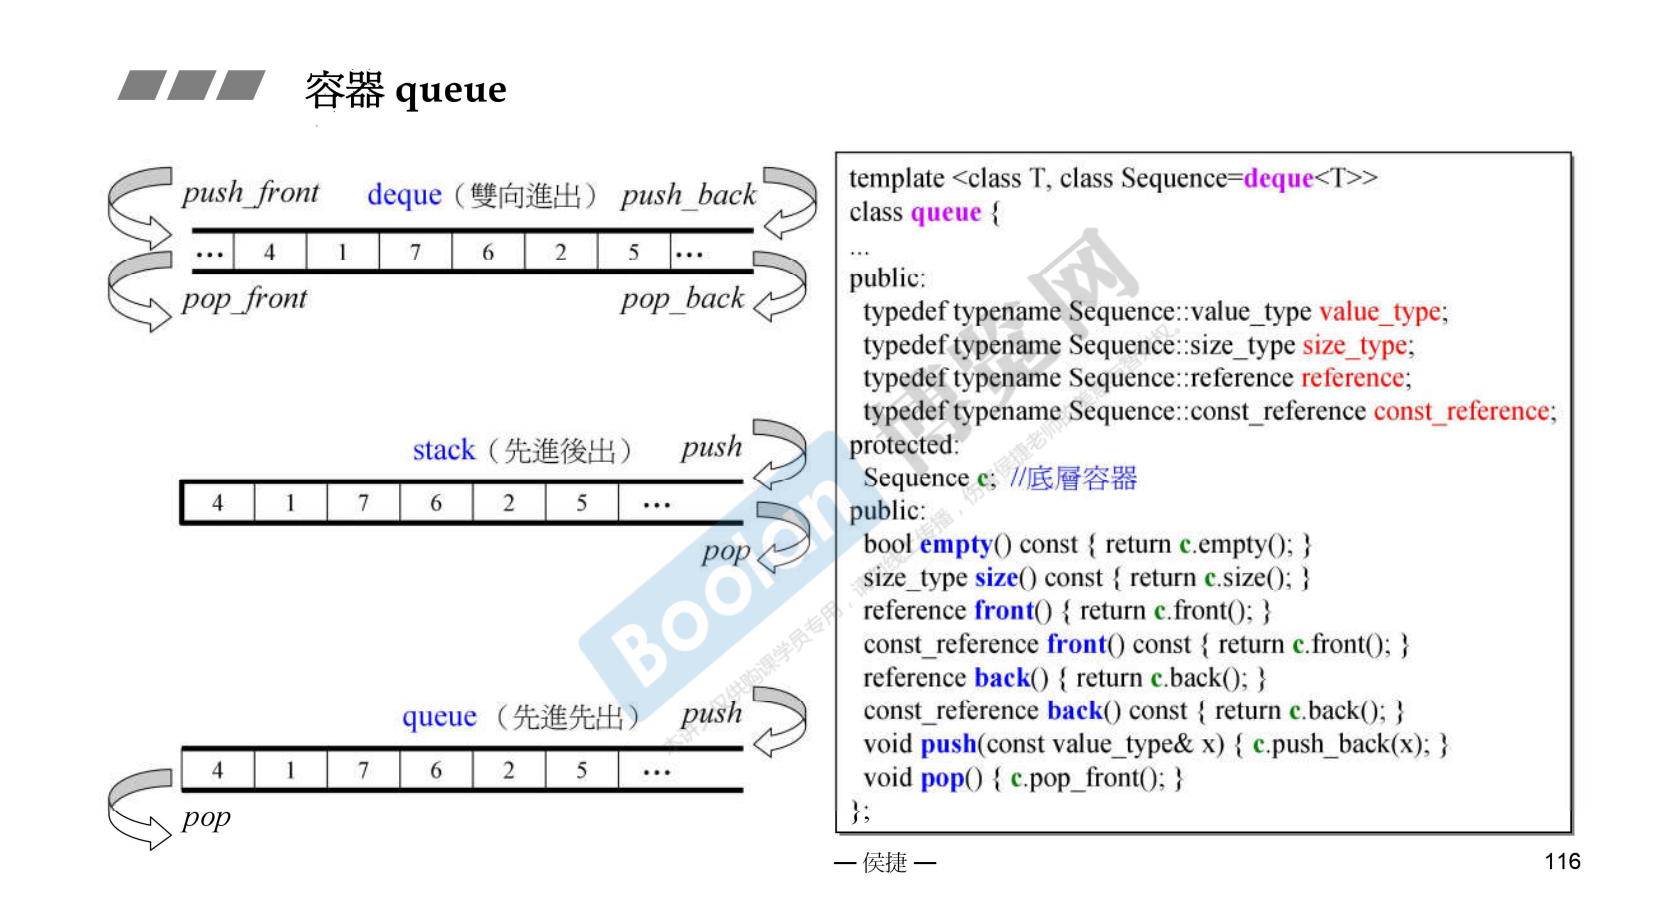 容器 queue
push_front deque（雙向進出） push_back
... 4 1 7 6 2 5 ...
pop_front pop_back
stack（先進後出） push
4 1 7 6 2 5 ...
pop
queue （先進先出） push
4 1 7 6 2 5 ...
pop
template <class T, class Sequence=deque<T>>
class queue {
...
public:
typedef typename Sequence::value_type value_type;
typedef typename Sequence::size_type size_type;
typedef typename Sequence::reference reference;
typedef typename Sequence::const_reference const_reference;
protected:
Sequence c; //底層容器
public:
bool empty() const { return c.empty(); }
size_type size() const { return c.size(); }
reference front() { return c.front(); }
const_reference front() const { return c.front(); }
reference back() { return c.back(); }
const_reference back() const { return c.back(); }
void push(const value_type& x) { c.push_back(x); }
void pop() { c.pop_front(); }
};
Boolan 博览网
— 侯捷 —
116